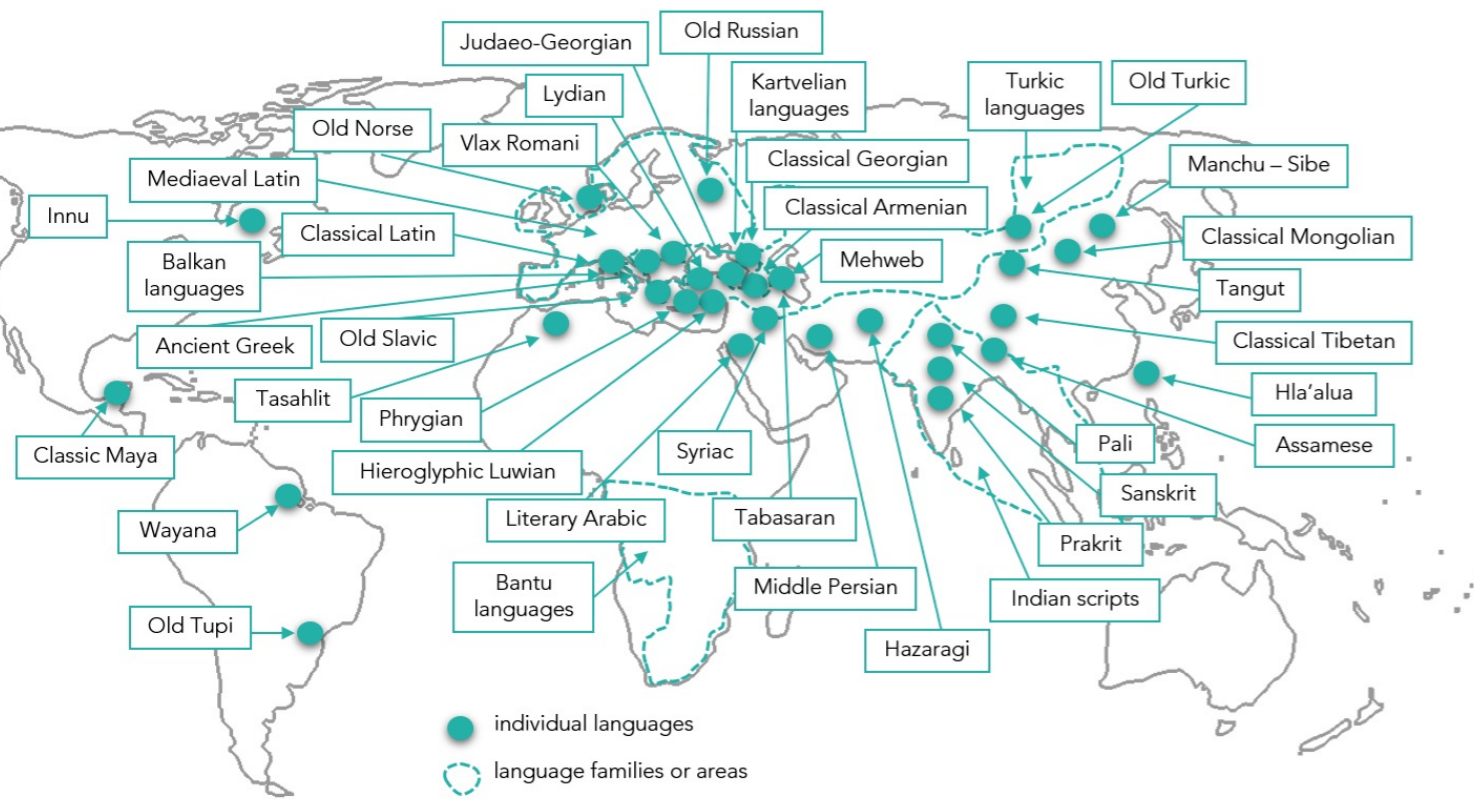 Old Russian
Judaeo-Georgian
Kartvelian
languages
Turkic
languages
Old Turkic
Lydian
Old Norse
Vlax Romani
Classical Georgian
Manchu – Sibe
Mediaeval Latin
Innu
Classical Armenian
Classical Latin
Classical Mongolian
Balkan
languages
Mehweb
Tangut
Ancient Greek
Old Slavic
Classical Tibetan
Tasahlit
Hla’alua
Phrygian
Classic Maya
Hieroglyphic Luwian
Syriac
Pali
Assamese
Sanskrit
Wayana
Literary Arabic
Tabasaran
Prakrit
Bantu
languages
Middle Persian
Indian scripts
Old Tupi
Hazaragi
individual languages
language families or areas